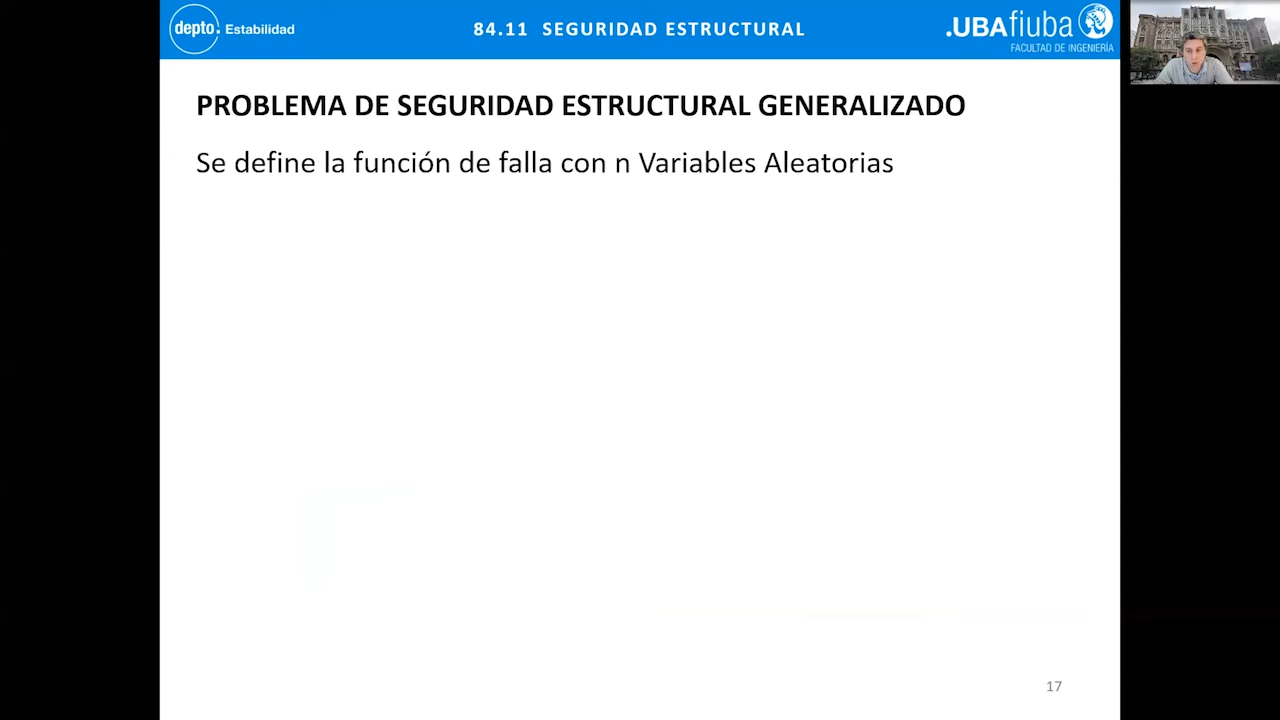 depto. Estabilidad
84.11 SEGURIDAD ESTRUCTURAL
.UBAfiuba
FACULTAD DE INGENIERÍA
PROBLEMA DE SEGURIDAD ESTRUCTURAL GENERALIZADO
Se define la función de falla con n Variables Aleatorias
17